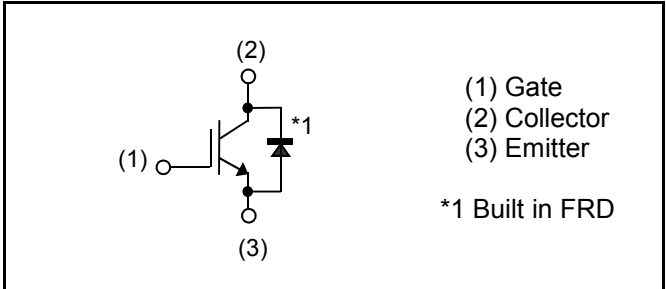 (2)
*1
(1)
(3)
(1) Gate
(2) Collector
(3) Emitter
*1 Built in FRD